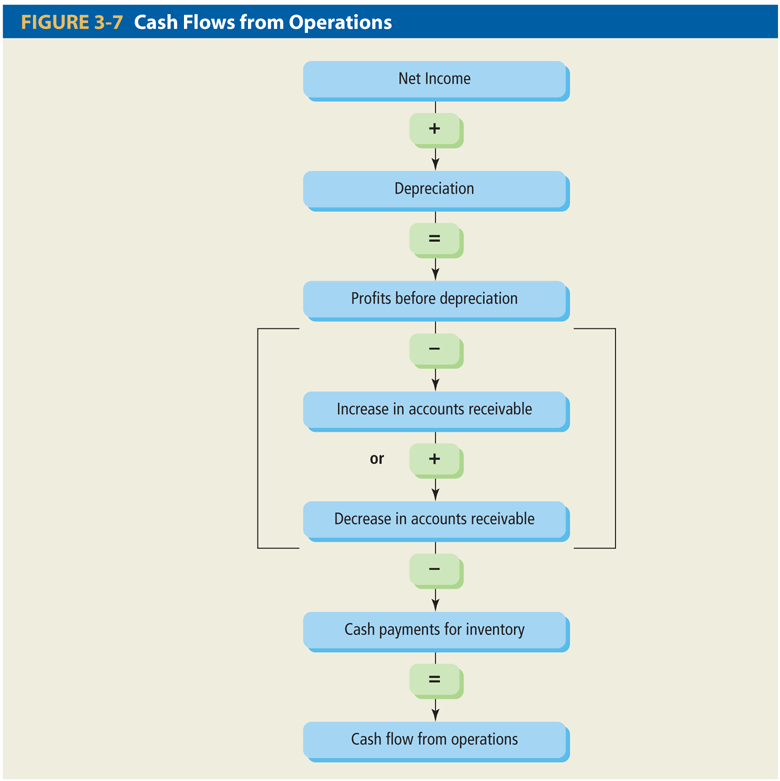 FIGURE 3-7 Cash Flows from Operations
Net Income
+
Depreciation
=
Profits before depreciation
−
Increase in accounts receivable
or +
Decrease in accounts receivable
−
Cash payments for inventory
=
Cash flow from operations